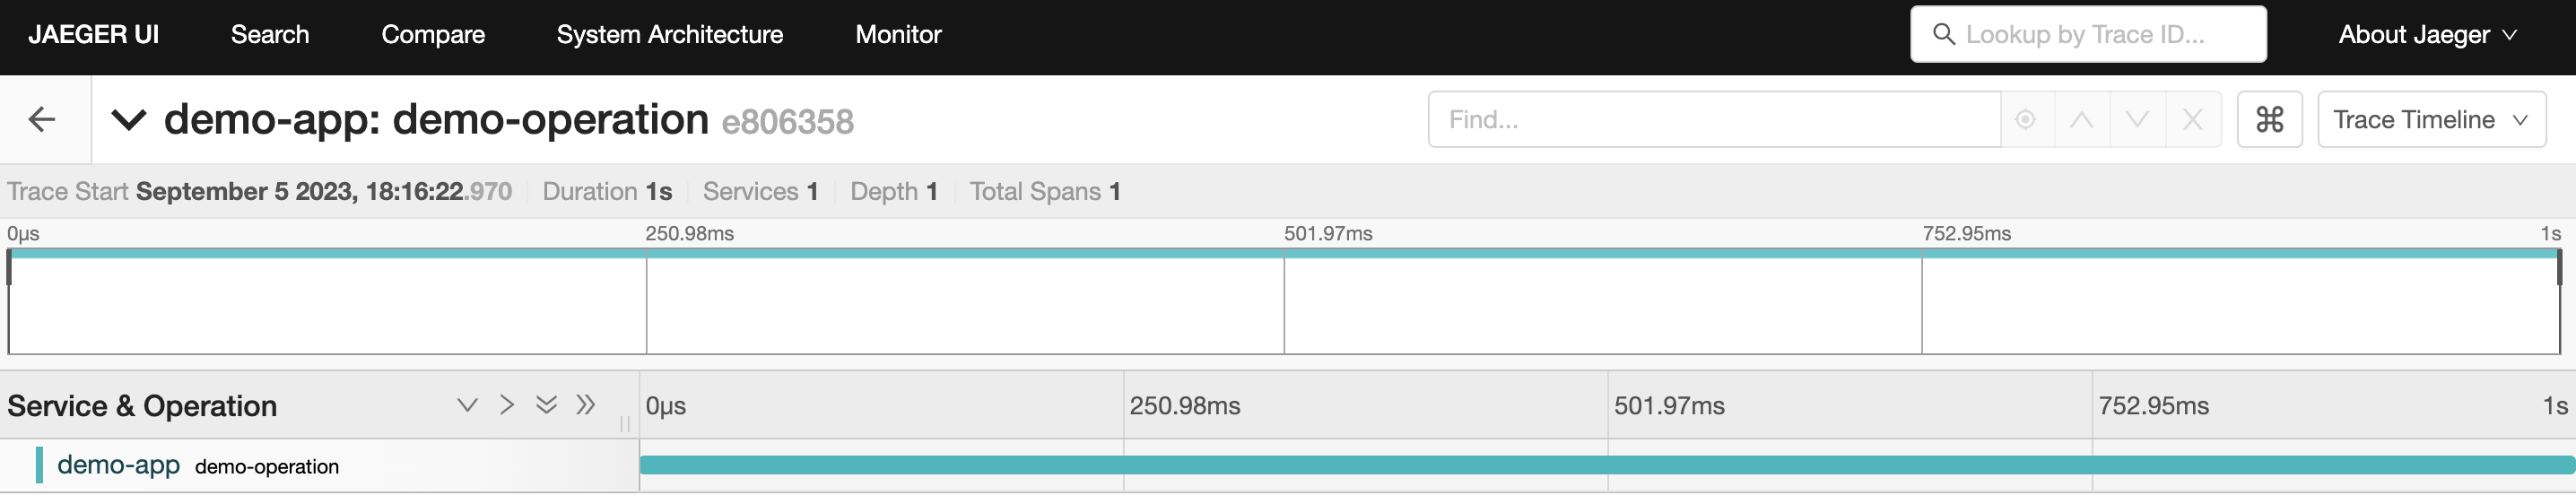 JAEGER UI Search Compare System Architecture Monitor Lookup by Trace ID... About Jaeger
demo-app: demo-operation e806358 Find... ⌘ Trace Timeline
Trace Start September 5 2023, 18:16:22.970 Duration 1s Services 1 Depth 1 Total Spans 1
0μs 250.98ms 501.97ms 752.95ms 1s
Service & Operation 0μs 250.98ms 501.97ms 752.95ms 1s
demo-app demo-operation